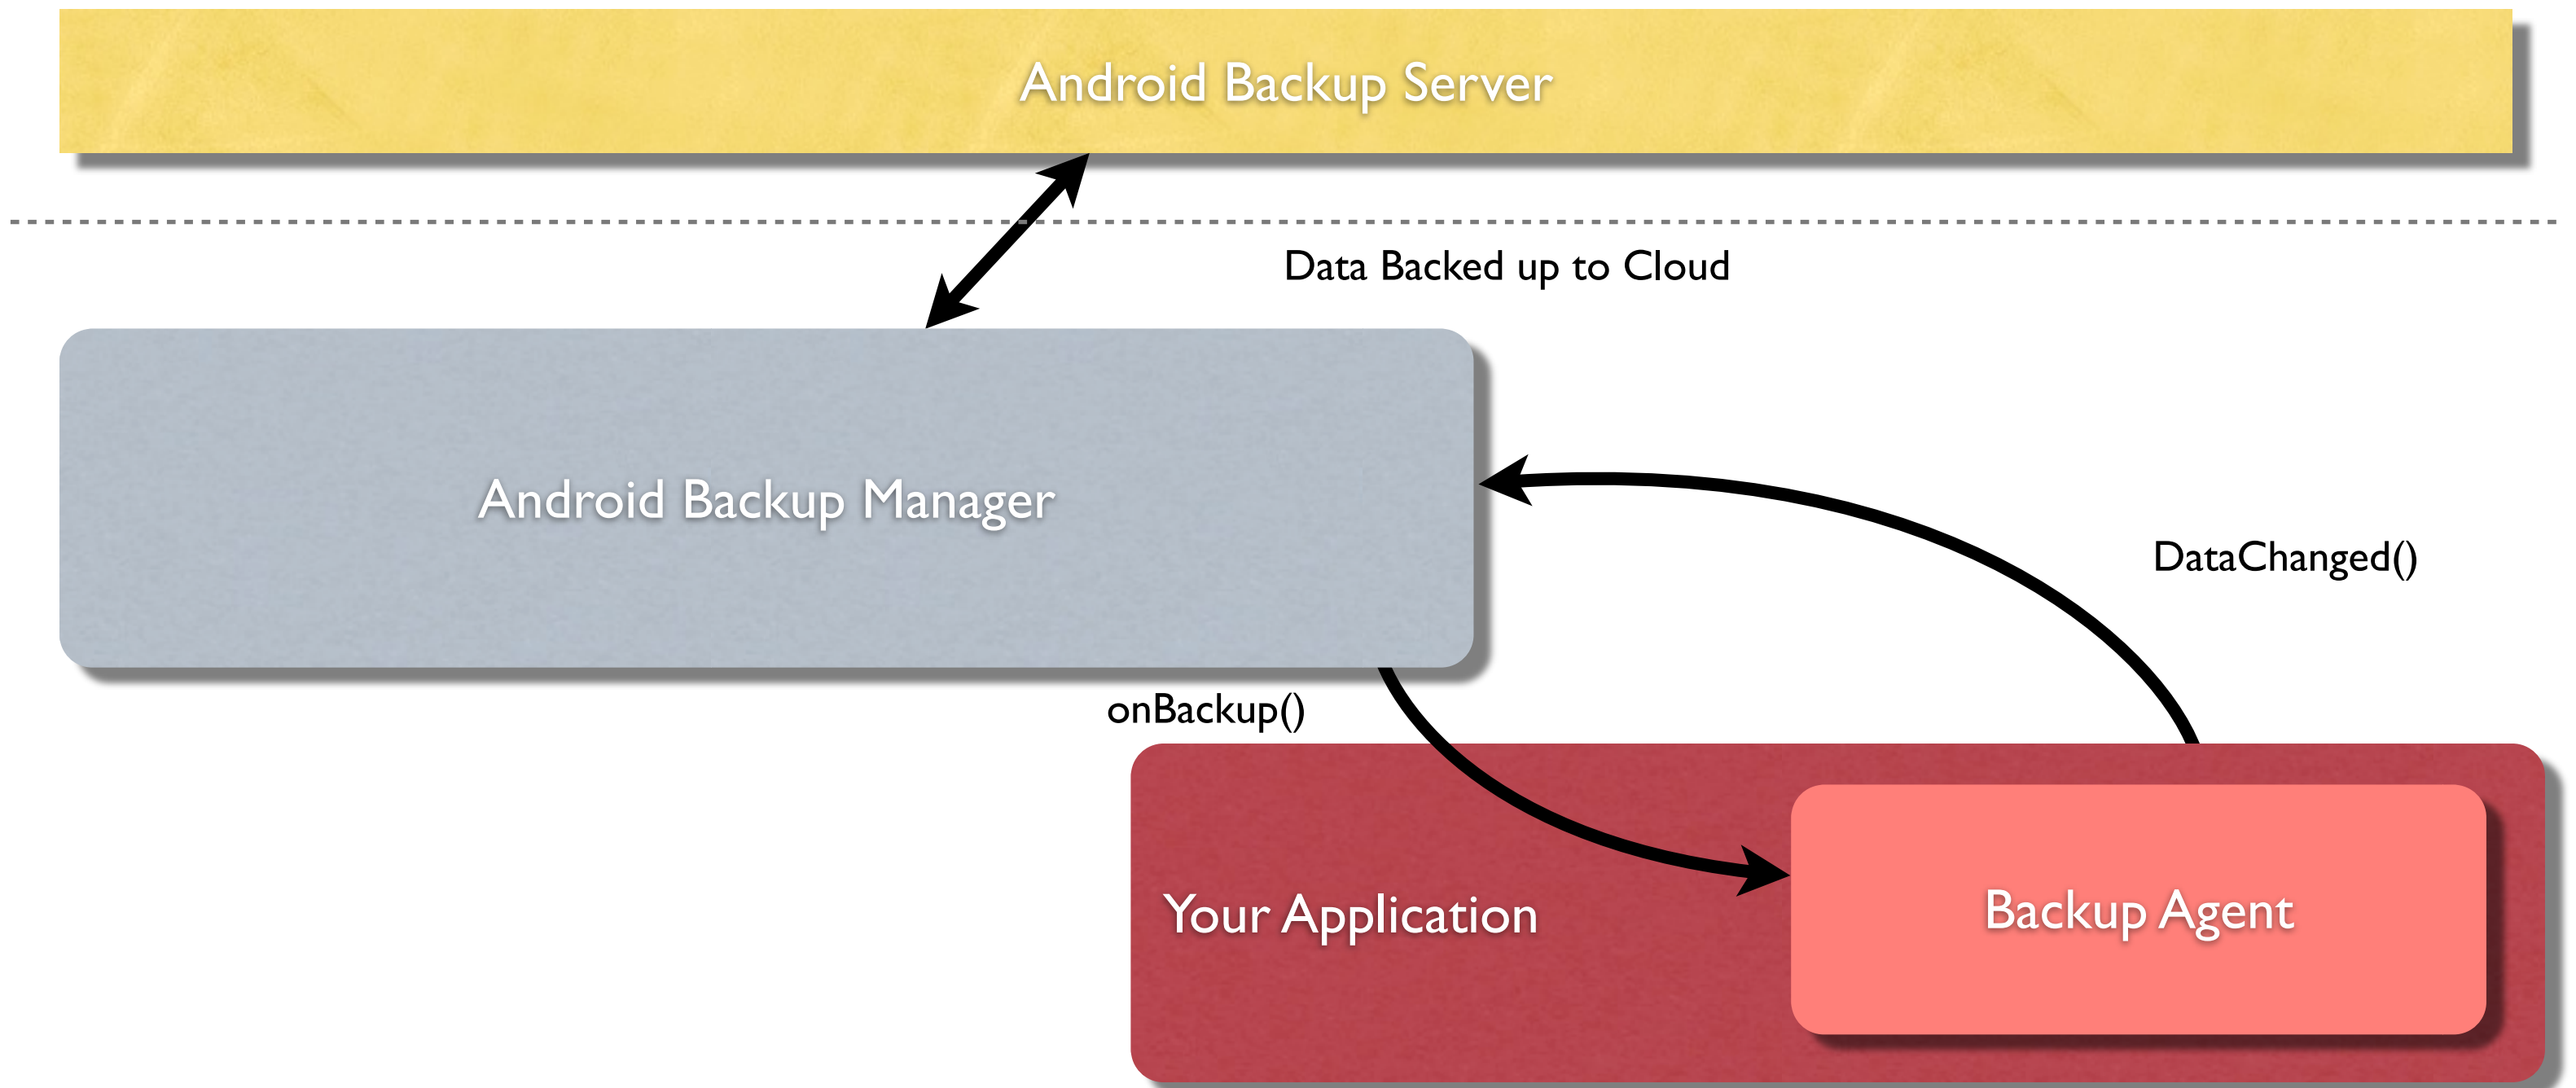 Android Backup Server
Data Backed up to Cloud
Android Backup Manager
DataChanged()
onBackup()
Your Application
Backup Agent